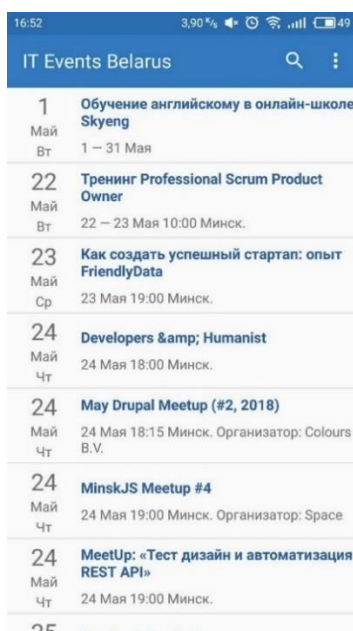 16:52 3,90 К/s 49
IT Events Belarus
1
Май
Вт
Обучение английскому в онлайн-школе
Skyeng
1 — 31 Мая
22
Май
Вт
Тренинг Professional Scrum Product
Owner
22 — 23 Мая 10:00 Минск.
23
Май
Ср
Как создать успешный стартап: опыт
FriendlyData
23 Мая 19:00 Минск.
24
Май
Чт
Developers &amp; Humanist
24 Мая 18:00 Минск.
24
Май
Чт
May Drupal Meetup (#2, 2018)
24 Мая 18:15 Минск. Организатор: Colours
B.V.
24
Май
Чт
MinskJS Meetup #4
24 Мая 19:00 Минск. Организатор: Space
24
Май
Чт
MeetUp: «Тест дизайн и автоматизация
REST API»
24 Мая 19:00 Минск.
25